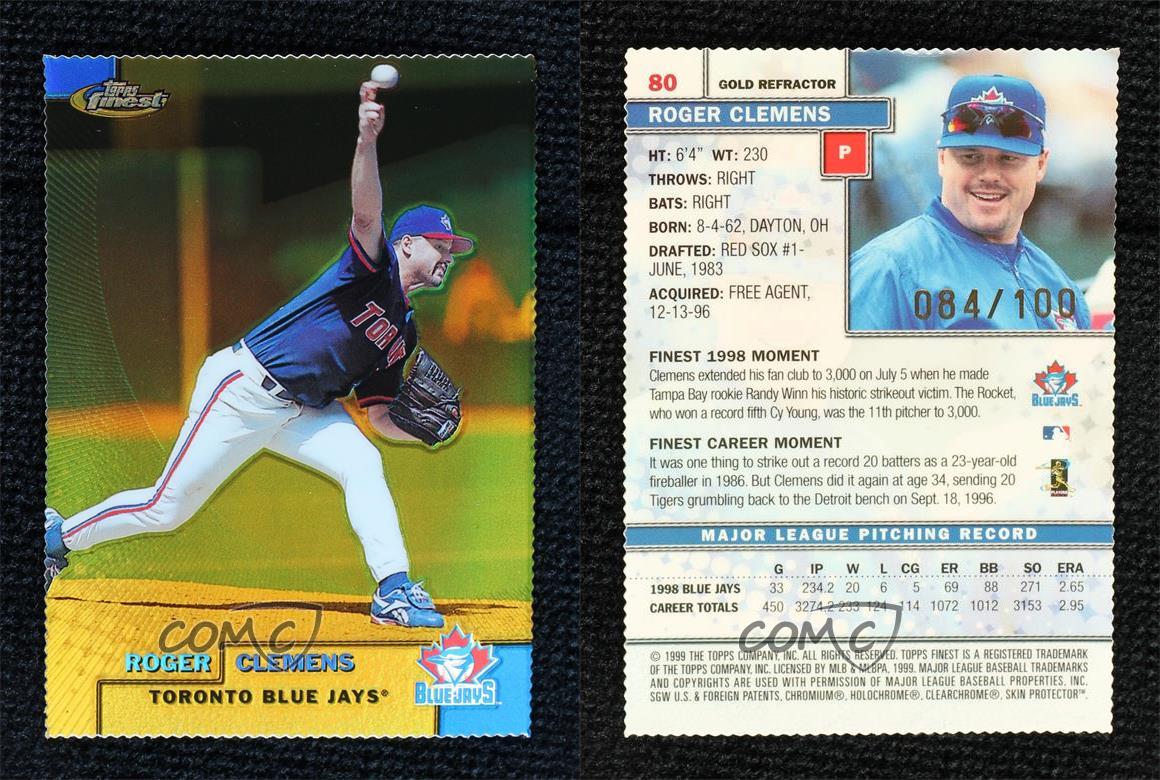 Topps
Finest
TORON
COMC
ROGER CLEMENS
TORONTO BLUE JAYS®
BLUE JAYS
80
GOLD REFRACTOR
ROGER CLEMENS
P
HT: 6'4" WT: 230
THROWS: RIGHT
BATS: RIGHT
BORN: 8-4-62, DAYTON, OH
DRAFTED: RED SOX #1-
JUNE, 1983
ACQUIRED: FREE AGENT,
12-13-96
084/100
FINEST 1998 MOMENT
Clemens extended his fan club to 3,000 on July 5 when he made
Tampa Bay rookie Randy Winn his historic strikeout victim. The Rocket,
who won a record fifth Cy Young, was the 11th pitcher to 3,000.
BLUE JAYS
FINEST CAREER MOMENT
It was one thing to strike out a record 20 batters as a 23-year-old
fireballer in 1986. But Clemens did it again at age 34, sending 20
Tigers grumbling back to the Detroit bench on Sept. 18, 1996.
MAJOR LEAGUE PITCHING RECORD
G IP W L CG ER BB SO ERA
1998 BLUE JAYS 33 234.2 20 6 5 69 88 271 2.65
CAREER TOTALS 450 3274.2 233 124 114 1072 1012 3153 2.95
COMC
© 1999 THE TOPPS COMPANY, INC. ALL RIGHTS RESERVED. TOPPS FINEST IS A REGISTERED TRADEMARK
OF THE TOPPS COMPANY, INC. LICENSED BY MLB & MLBPA, 1999. MAJOR LEAGUE BASEBALL TRADEMARKS
AND COPYRIGHTS ARE USED WITH PERMISSION OF MAJOR LEAGUE BASEBALL PROPERTIES, INC.
SGW U.S. & FOREIGN PATENTS, CHROMIUM®, HOLOCHROME®, CLEARCHROME®, SKIN PROTECTOR™.